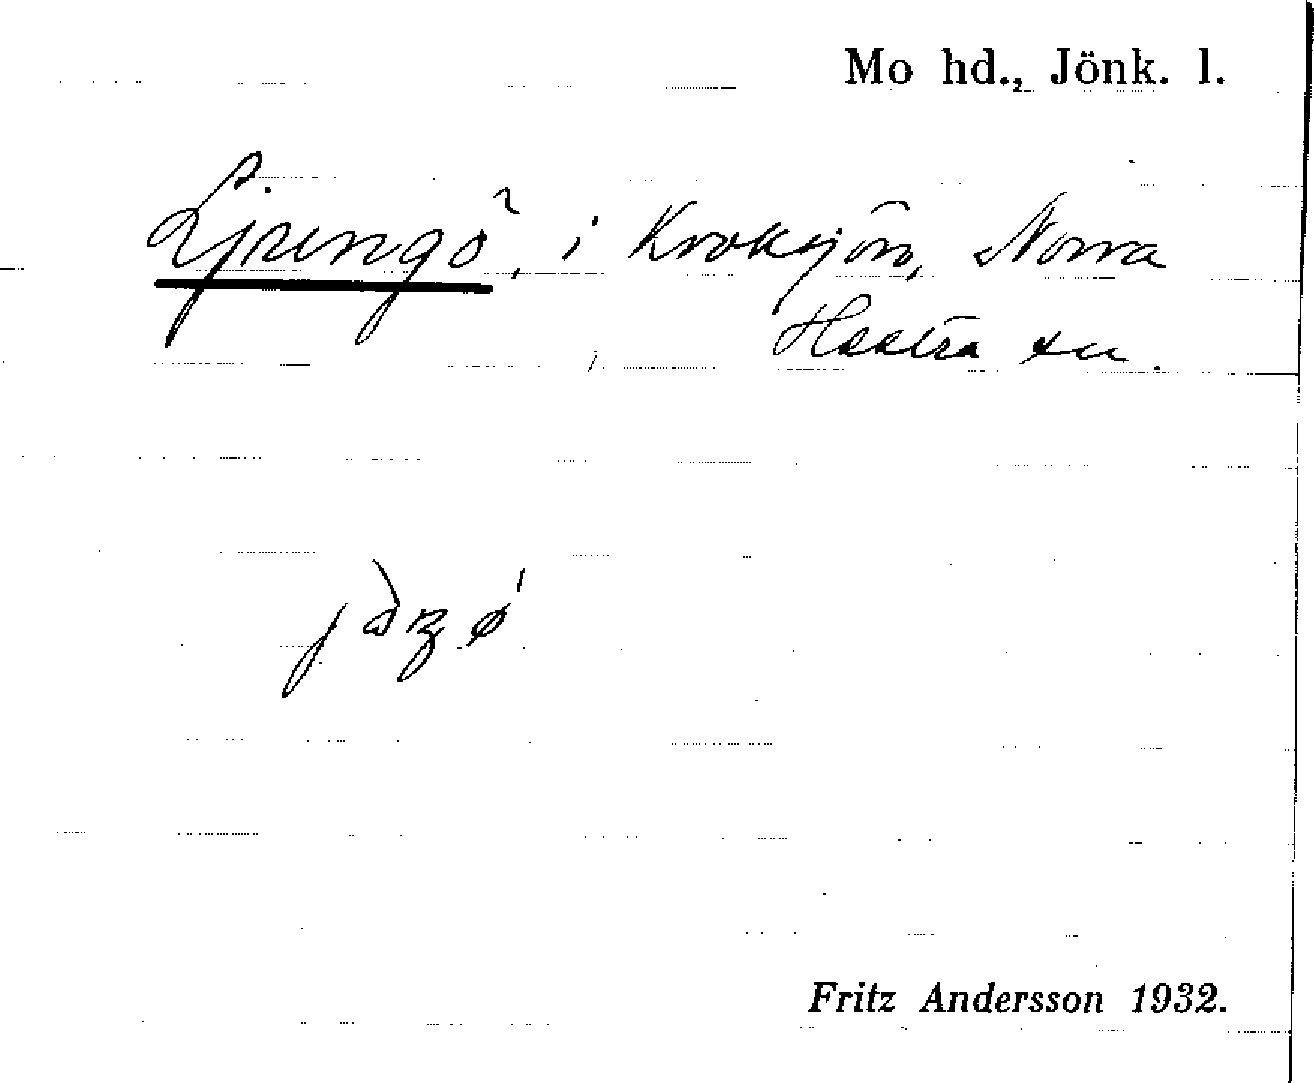 Mo hd., Jönk. l.
Ljungö, i Kroksjön, Norra
Hestra sn.
Fritz Andersson 1932.